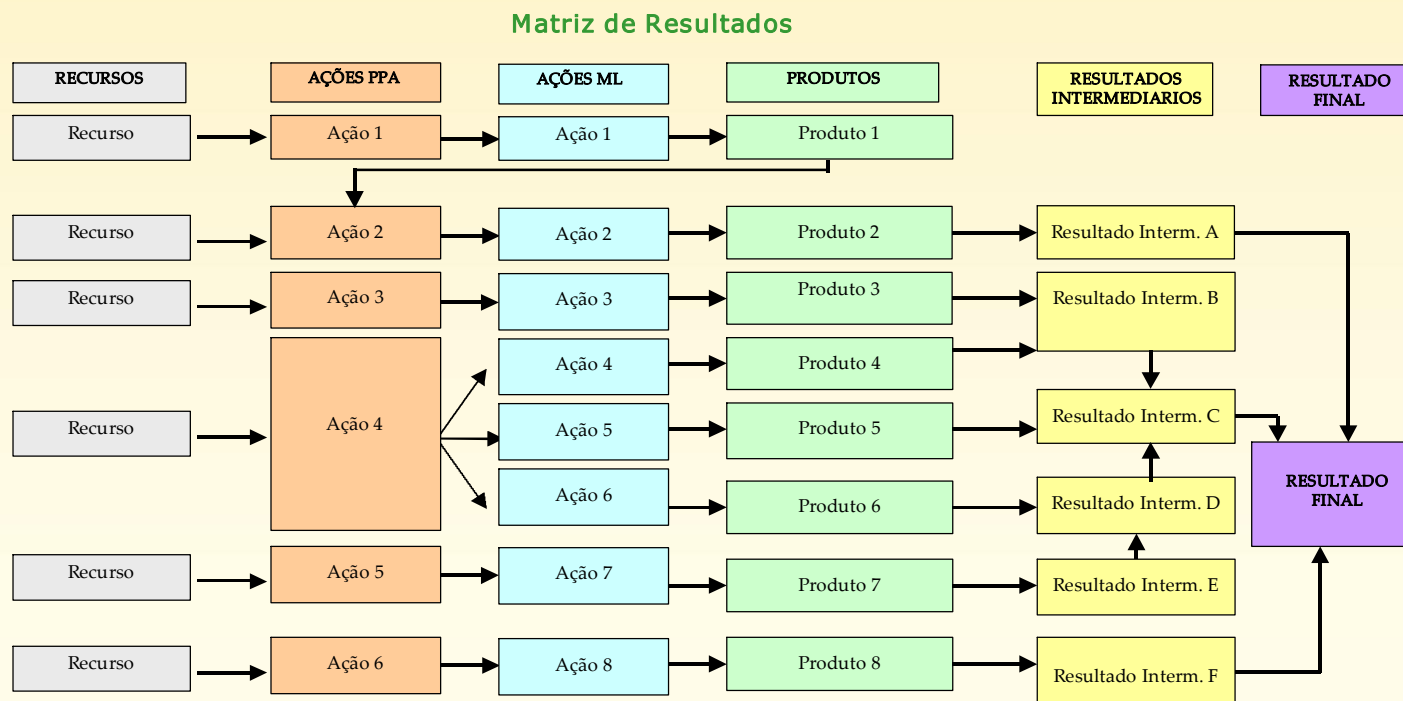 Matriz de Resultados
RECURSOS
AÇÕES PPA
AÇÕES ML
PRODUTOS
RESULTADOS
INTERMEDIARIOS
RESULTADO
FINAL
Recurso
Ação 1
Ação 1
Produto 1
Recurso
Ação 2
Ação 2
Produto 2
Resultado Interm. A
Recurso
Ação 3
Ação 3
Produto 3
Resultado Interm. B
Recurso
Ação 4
Ação 4
Produto 4
Ação 5
Produto 5
Resultado Interm. C
Ação 6
Produto 6
Resultado Interm. D
RESULTADO
FINAL
Recurso
Ação 5
Ação 7
Produto 7
Resultado Interm. E
Recurso
Ação 6
Ação 8
Produto 8
Resultado Interm. F